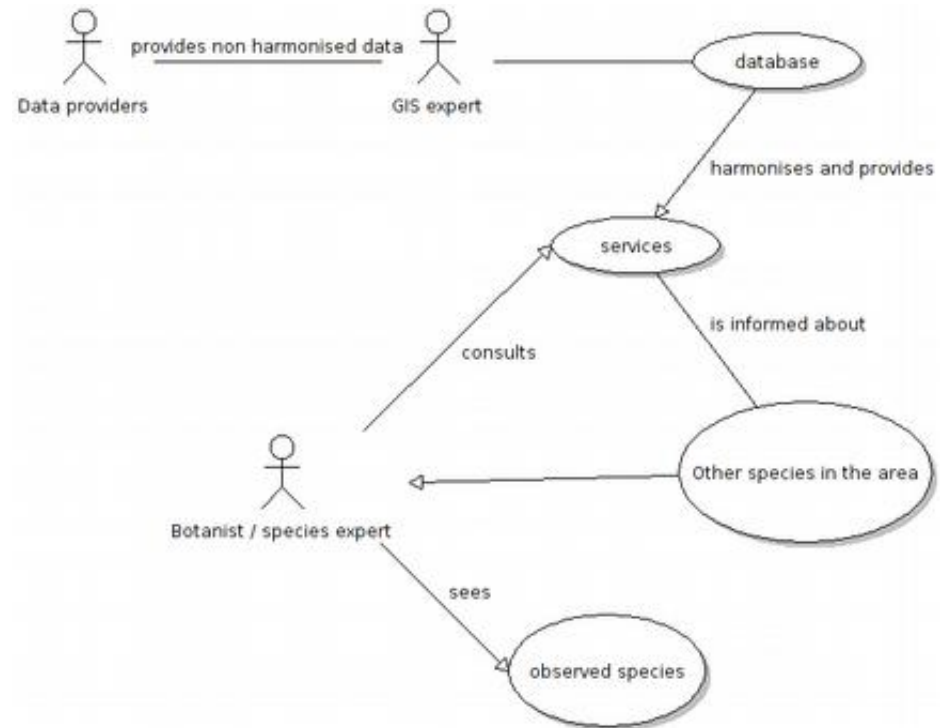 provides non harmonised data
database
Data providers
GIS expert
harmonises and provides
services
is informed about
consults
Other species in the area
Botanist / species expert
sees
observed species